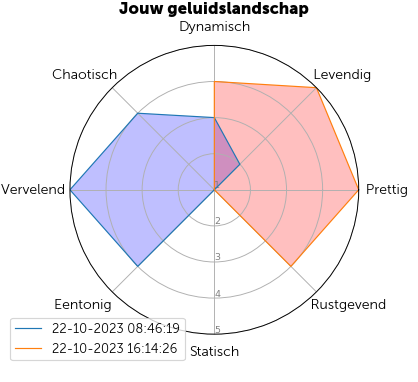 Jouw geluidslandschap
Dynamisch
Chaotisch
Levendig
Vervelend
Prettig
2
3
4
5
Eentonig
Rustgevend
Statisch
22-10-2023 08:46:19
22-10-2023 16:14:26